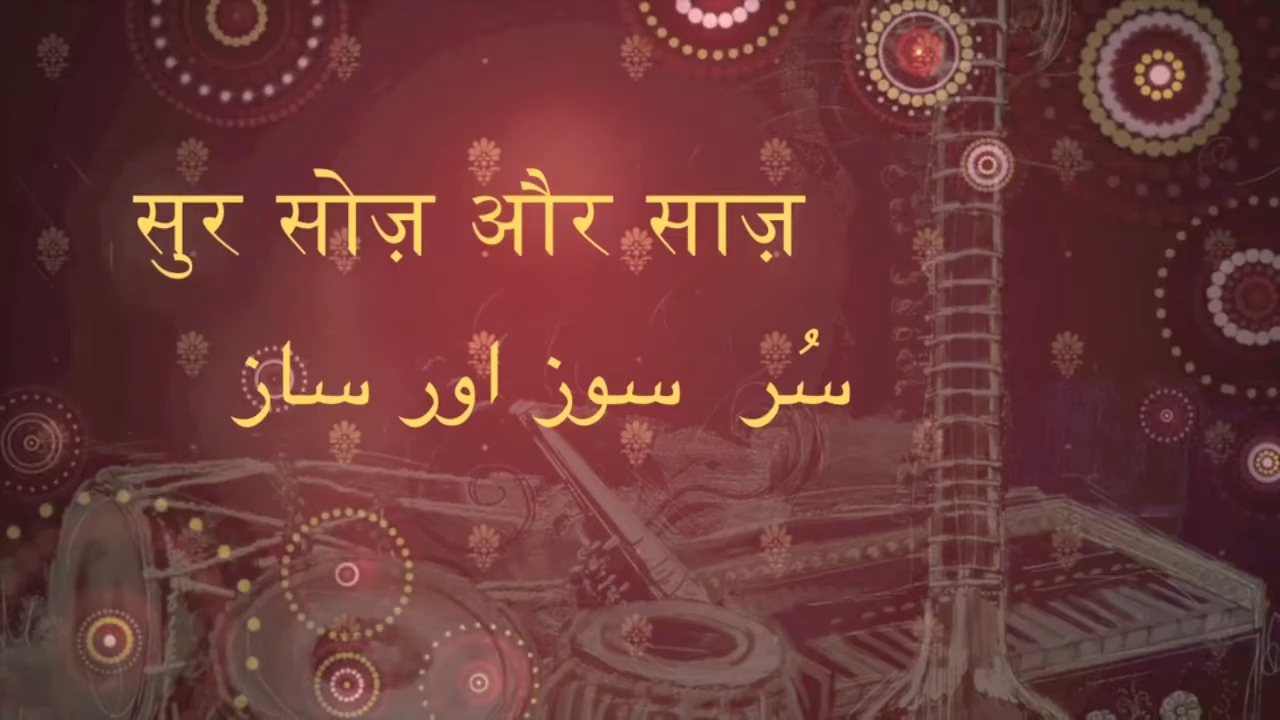 सुर सोज़ और साज़
سُر سوز اور ساز